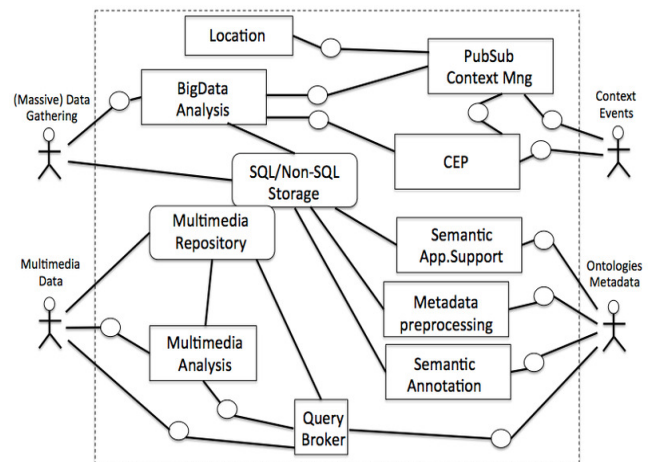 Location
PubSub
Context Mng
BigData
Analysis
(Massive) Data
Gathering
Context
Events
CEP
SQL/Non-SQL
Storage
Multimedia
Repository
Semantic
App.Support
Multimedia
Data
Ontologies
Metadata
Metadata
preprocessing
Multimedia
Analysis
Semantic
Annotation
Query
Broker